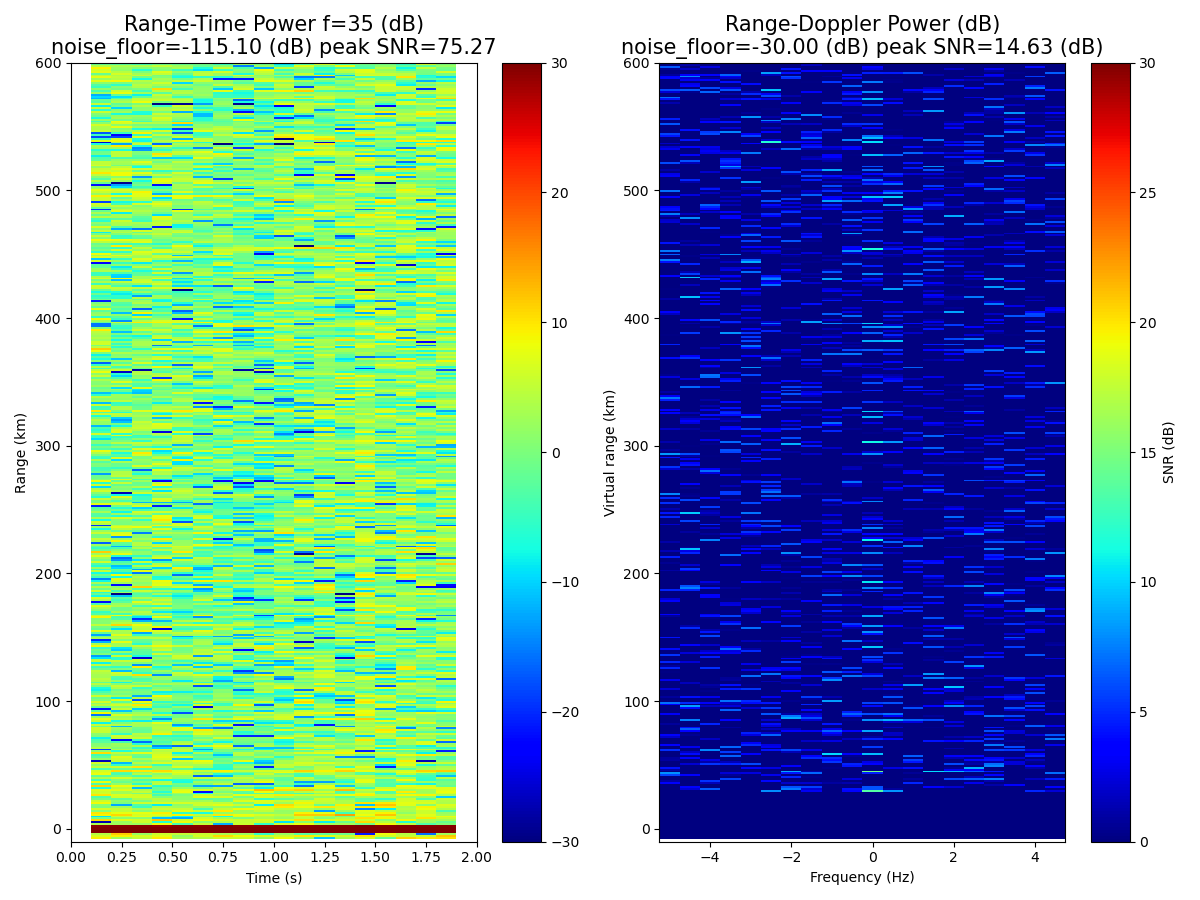 Range-Time Power f=35 (dB)
noise_floor=-115.10 (dB) peak SNR=75.27
Range-Doppler Power (dB)
noise_floor=-30.00 (dB) peak SNR=14.63 (dB)
600
500
400
300
200
100
0
Range (km)
0.00 0.25 0.50 0.75 1.00 1.25 1.50 1.75 2.00
Time (s)
30
20
10
0
−10
−20
−30
600
500
400
300
200
100
0
Virtual range (km)
−4 −2 0 2 4
Frequency (Hz)
30
25
20
15
10
5
0
SNR (dB)